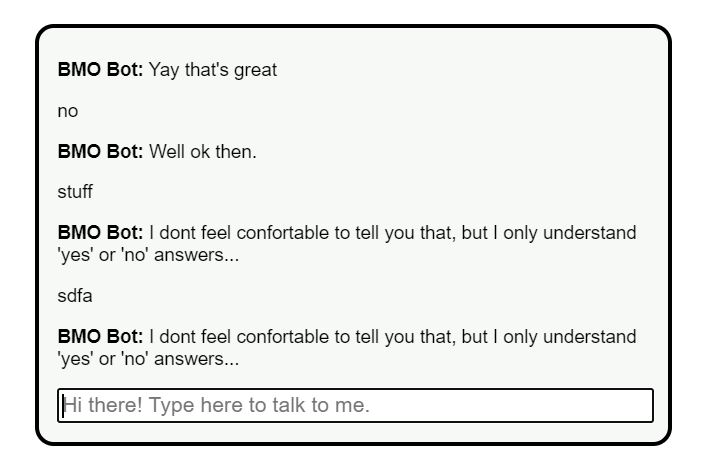 BMO Bot: Yay that's great
no
BMO Bot: Well ok then.
stuff
BMO Bot: I dont feel confortable to tell you that, but I only understand
'yes' or 'no' answers...
sdfa
BMO Bot: I dont feel confortable to tell you that, but I only understand
'yes' or 'no' answers...
Hi there! Type here to talk to me.